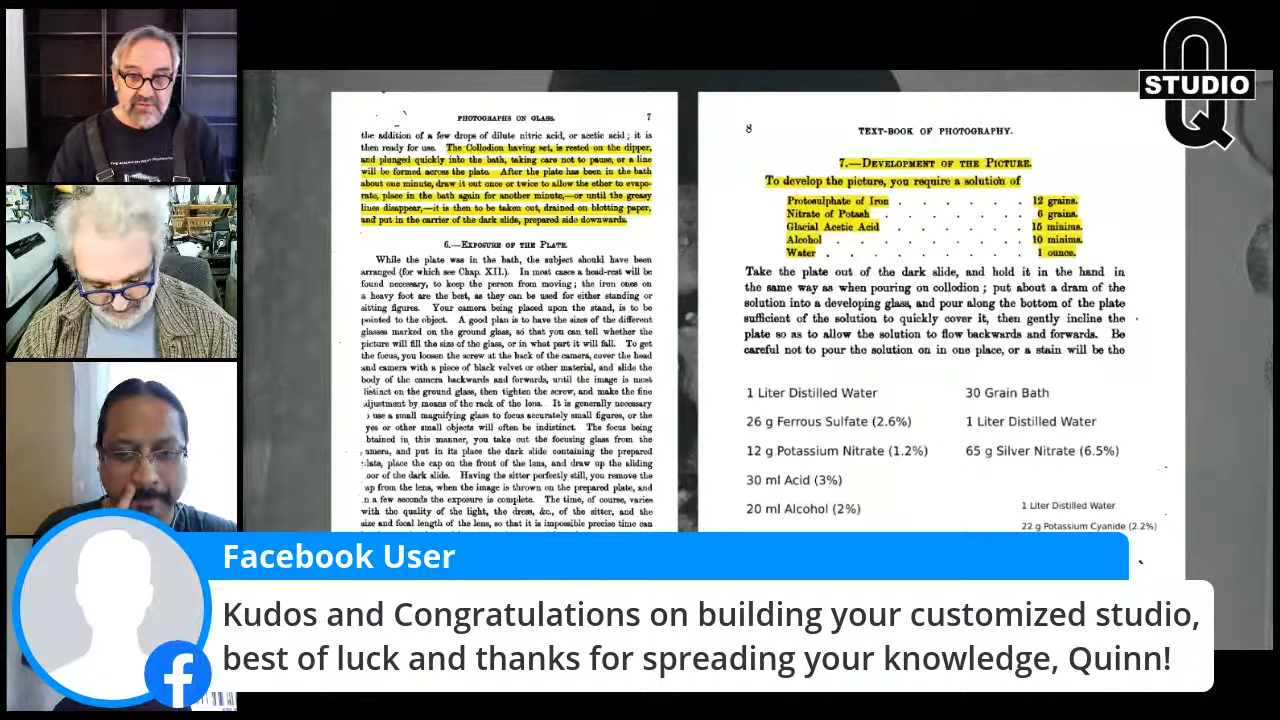 STUDIO
Q
PHOTOGRAPHS ON GLASS. 7
the addition of a few drops of dilute nitric acid, or acetic acid; it is
then ready for use. The Collodion having set, is rested on the dipper,
and plunged quickly into the bath, taking care not to pause, or a line
will be formed across the plate. After the plate has been in the bath
about one minute, draw it out once or twice to allow the ether to evapo-
rate, place in the bath again for another minute,—or until the greasy
lines disappear,—it is then to be taken out, drained on blotting paper,
and put in the carrier of the dark slide, prepared side downwards.
6.—EXPOSURE OF THE PLATE.
While the plate was in the bath, the subject should have been
arranged (for which see Chap. XII.). In most cases a head-rest will be
found necessary, to keep the person from moving; the iron ones on
a heavy foot are the best, as they can be used for either standing or
sitting figures. Your camera being placed upon the stand, is to be
pointed to the object. A good plan is to have the sizes of the different
glasses marked on the ground glass, so that you can tell whether the
picture will fill the size of the glass, or in what part it will fall. To get
the focus, you loosen the screw at the back of the camera, cover the head
and camera with a piece of black velvet or other material, and slide the
body of the camera backwards and forwards, until the image is most
distinct on the ground glass, then tighten the screw, and make the fine
djustment by means of the rack of the lens. It is generally necessary
use a small magnifying glass to focus accurately small figures, or the
yes or other small objects will often be indistinct. The focus being
btained in this manner, you take out the focusing glass from the
amera, and put in its place the dark slide containing the prepared
late, place the cap on the front of the lens, and draw up the sliding
oor of the dark slide. Having the sitter perfectly still, you remove the
ap from the lens, when the image is thrown on the prepared plate, and
n a few seconds the exposure is complete. The time, of course, varies
with the quality of the light, the dress, &c., of the sitter, and the
size and focal length of the lens, so that it is impossible precise time can
8 TEXT-BOOK OF PHOTOGRAPHY.
7.—DEVELOPMENT OF THE PICTURE.
To develop the picture, you require a solution of
Protosulphate of Iron . . . . . . 12 grains.
Nitrate of Potash . . . . . . 6 grains.
Glacial Acetic Acid . . . . . . 15 minims.
Alcohol . . . . . . 10 minims.
Water . . . . . . 1 ounce.
Take the plate out of the dark slide, and hold it in the hand in
the same way as when pouring on collodion; put about a dram of the
solution into a developing glass, and pour along the bottom of the plate
sufficient of the solution to quickly cover it, then gently incline the
plate so as to allow the solution to flow backwards and forwards. Be
careful not to pour the solution on in one place, or a stain will be the
1 Liter Distilled Water
26 g Ferrous Sulfate (2.6%)
12 g Potassium Nitrate (1.2%)
30 ml Acid (3%)
20 ml Alcohol (2%)
30 Grain Bath
1 Liter Distilled Water
65 g Silver Nitrate (6.5%)
1 Liter Distilled Water
22 g Potassium Cyanide (2.2%)
Facebook User
Kudos and Congratulations on building your customized studio,
best of luck and thanks for spreading your knowledge, Quinn!